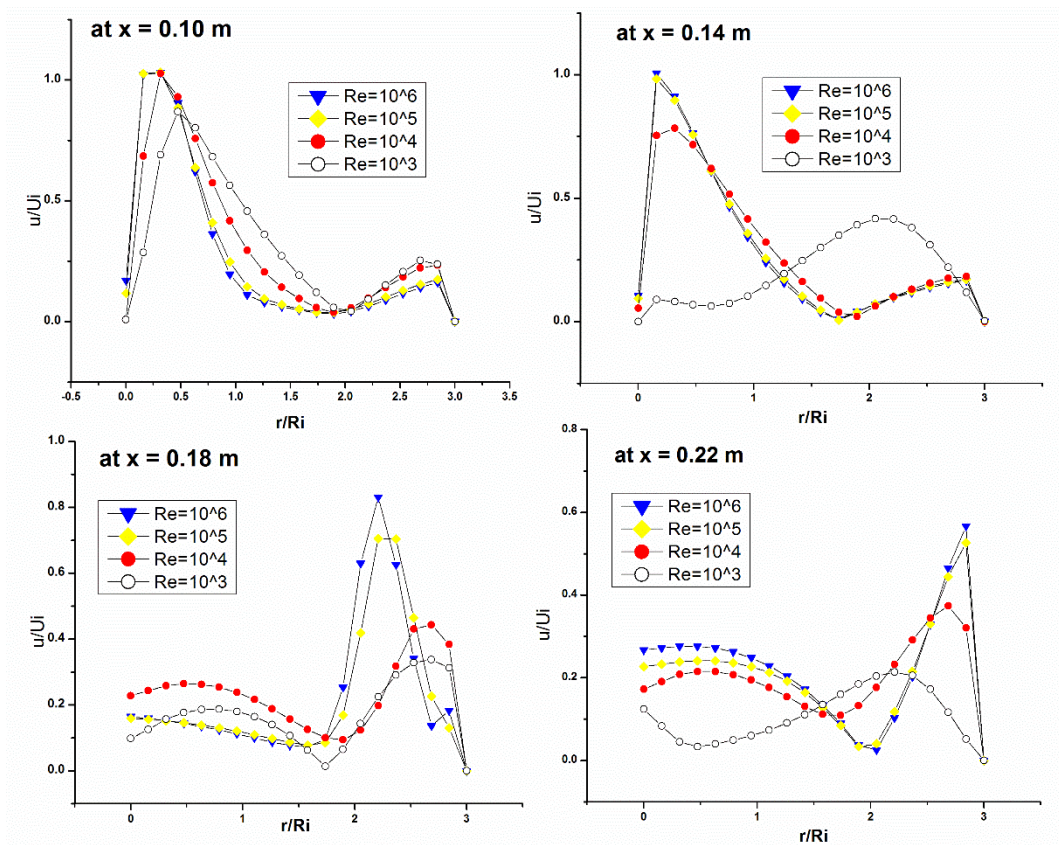 at x = 0.10 m
1.0
0.5
0.0
u/Ui
Re=10^6
Re=10^5
Re=10^4
Re=10^3
-0.5 0.0 0.5 1.0 1.5 2.0 2.5 3.0 3.5
r/Ri
at x = 0.14 m
1.0
0.5
0.0
u/Ui
Re=10^6
Re=10^5
Re=10^4
Re=10^3
0 1 2 3
r/Ri
at x = 0.18 m
1.0
0.8
0.6
0.4
0.2
0.0
u/Ui
Re=10^6
Re=10^5
Re=10^4
Re=10^3
0 1 2 3
r/Ri
at x = 0.22 m
0.8
0.6
0.4
0.2
0.0
u/Ui
Re=10^6
Re=10^5
Re=10^4
Re=10^3
0 1 2 3
r/Ri